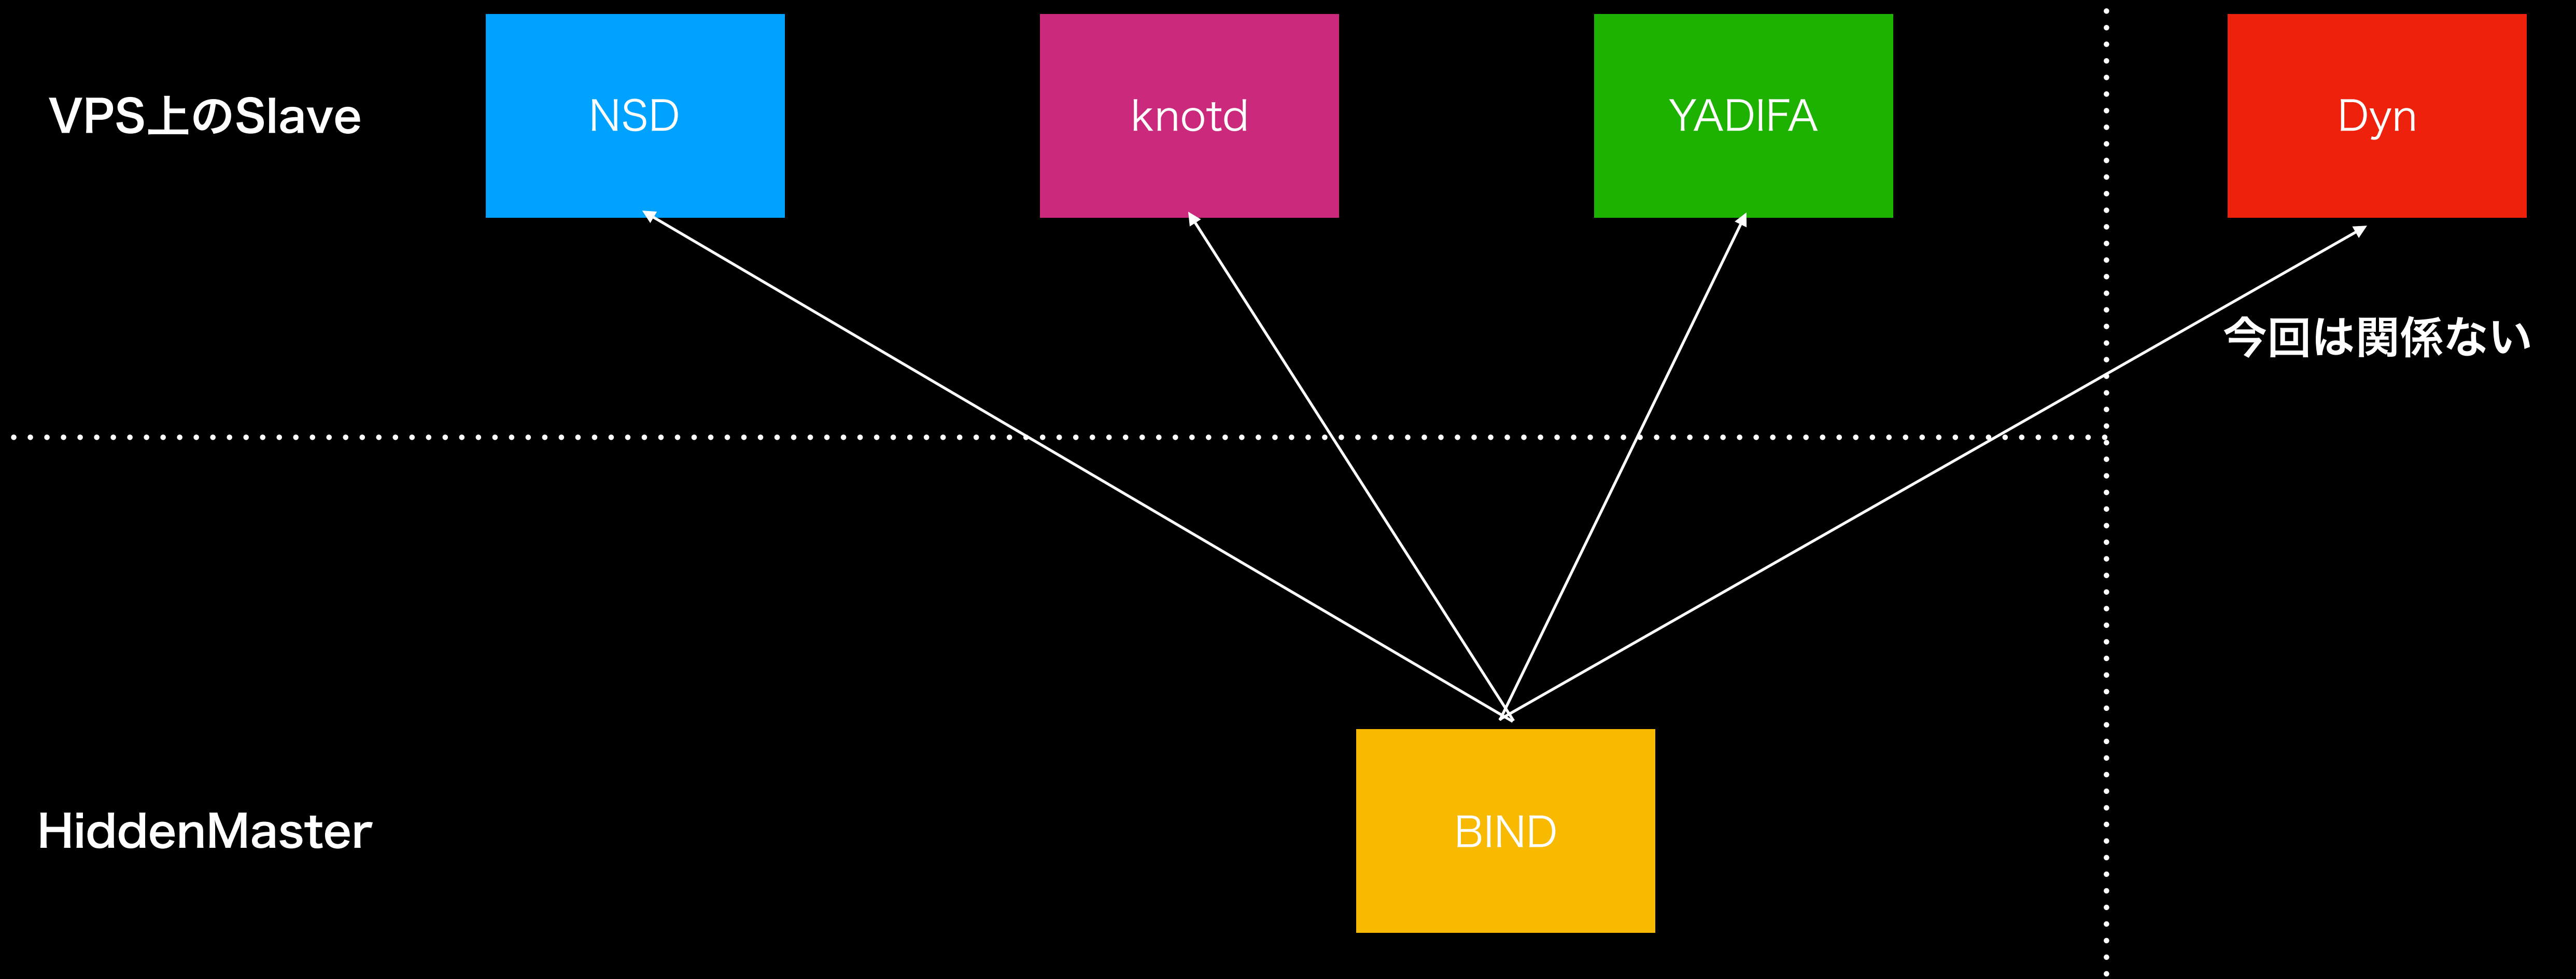 VPS上のSlave
NSD
knotd
YADIFA
Dyn
今回は関係ない
HiddenMaster
BIND